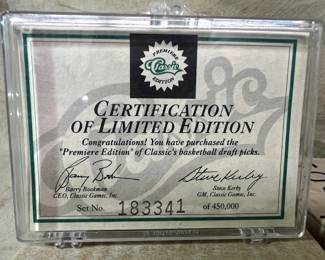 PREMIERE
Classic
EDITION
CERTIFICATION
OF LIMITED EDITION
Congratulations! You have purchased the
"Premiere Edition" of Classic's basketball draft picks.
Barry Bookman
Steve Kerby
CEO, Classic Games, Inc.
GM, Classic Games, Inc.
Set No. 183341 of 450,000